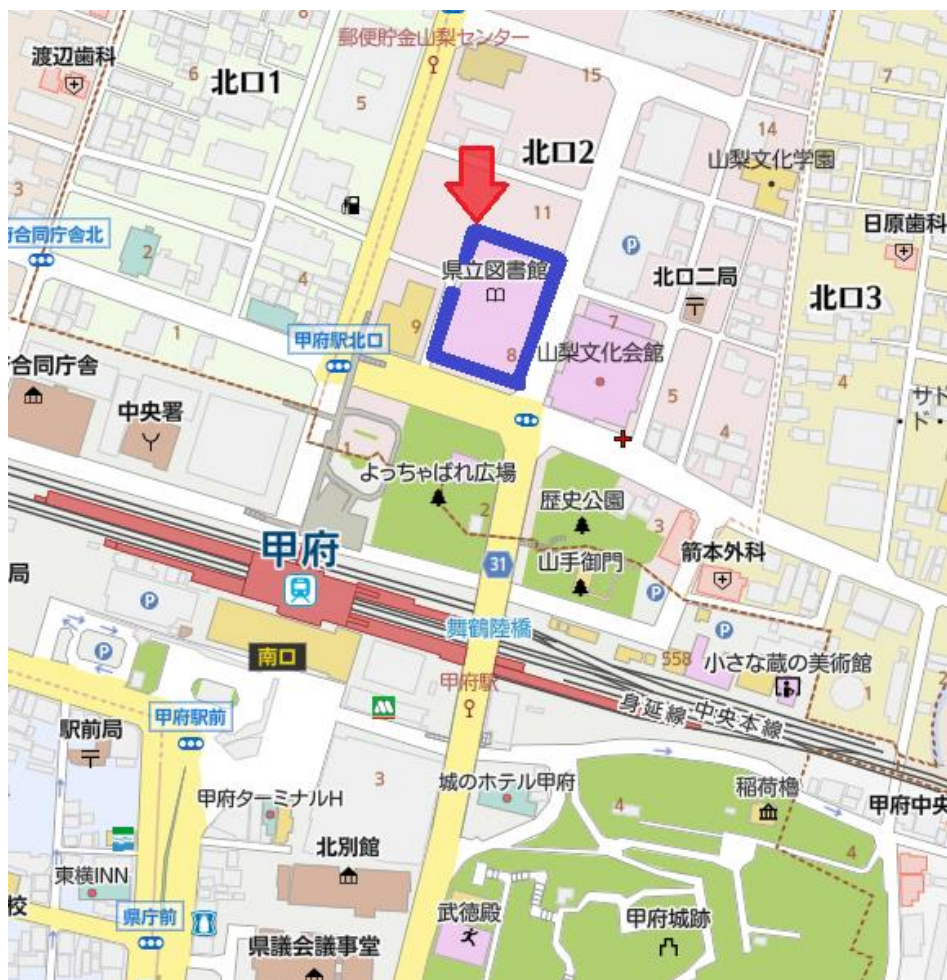 郵便貯金山梨センター
渡辺歯科
6
北口1
5
15
7
14
北口2
山梨文化学園
3
11
日原歯科
府合同庁舎北
2
県立図書館
北口二局
4
北口3
甲府駅北口
9
7
1
8
山梨文化会館
4
合同庁舎
5
サド
ド・
中央署
4
1
よっちゃばれ広場
2
歴史公園
3
甲府
31
山手御門
箭本外科
局
舞鶴陸橋
南口
558
小さな蔵の美術館
2
甲府駅
1
身延線
中央本線
甲府駅前
駅前局
3
城のホテル甲府
稲荷櫓
甲府ターミナルH
4
甲府中央
北別館
4
東横INN
校
武徳殿
甲府城跡
県庁前
県議会議事堂